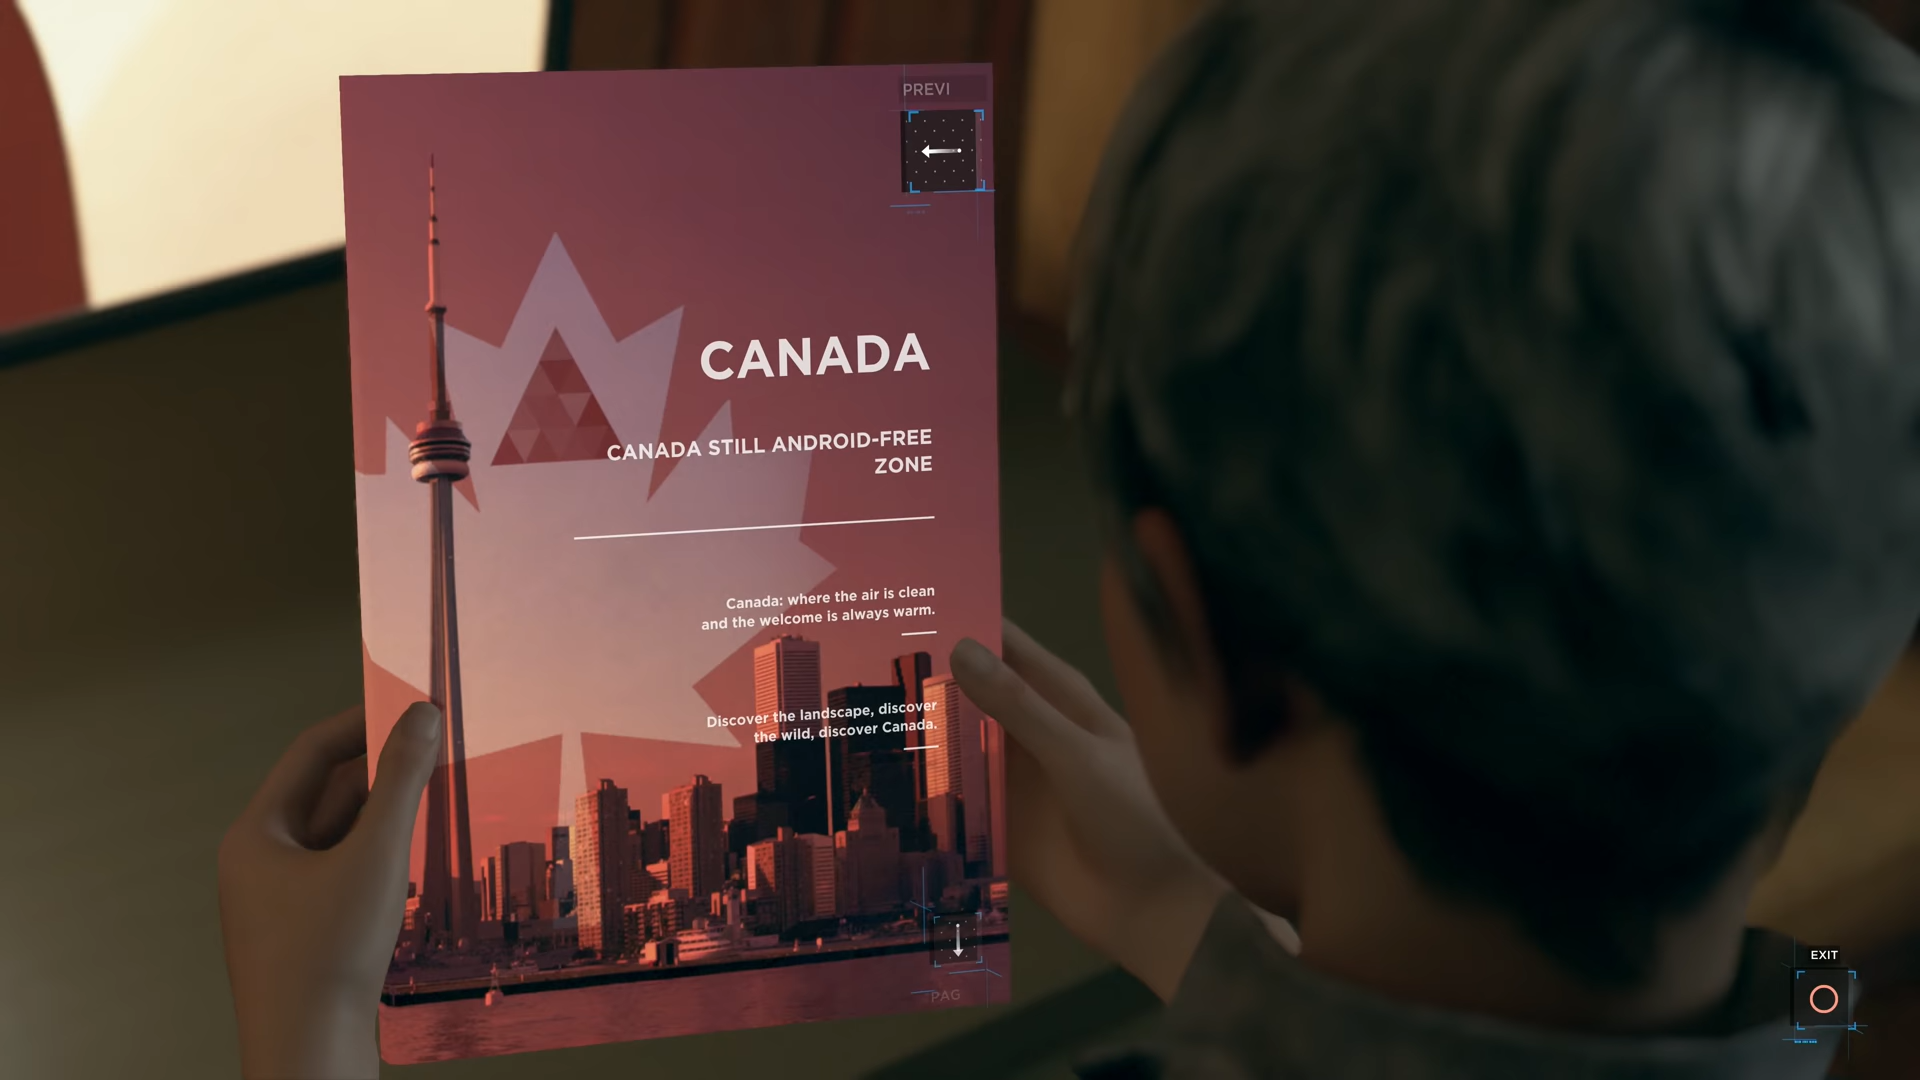 PREVI
CANADA
CANADA STILL ANDROID-FREE
ZONE
Canada: where the air is clean
and the welcome is always warm.
Discover the landscape, discover
the wild, discover Canada.
PAG
EXIT